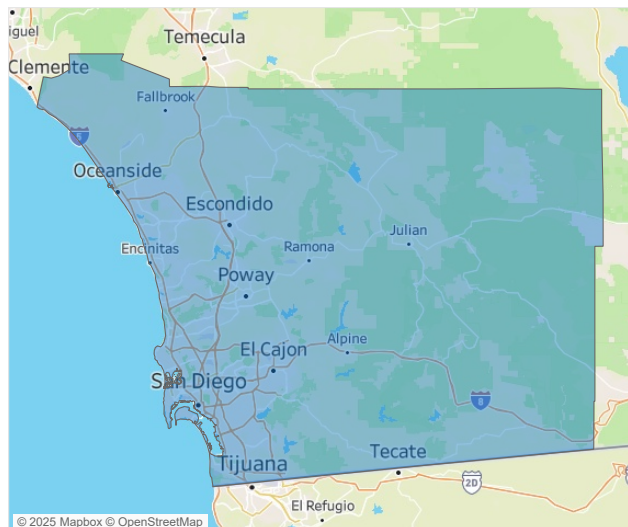 iguel
Temecula
Clemente
Fallbrook
5
Oceanside
Escondido
Julian
Encinitas
Ramona
Poway
Alpine
El Cajon
San Diego
8
Tecate
Tijuana
2D
El Refugio
© 2025 Mapbox © OpenStreetMap